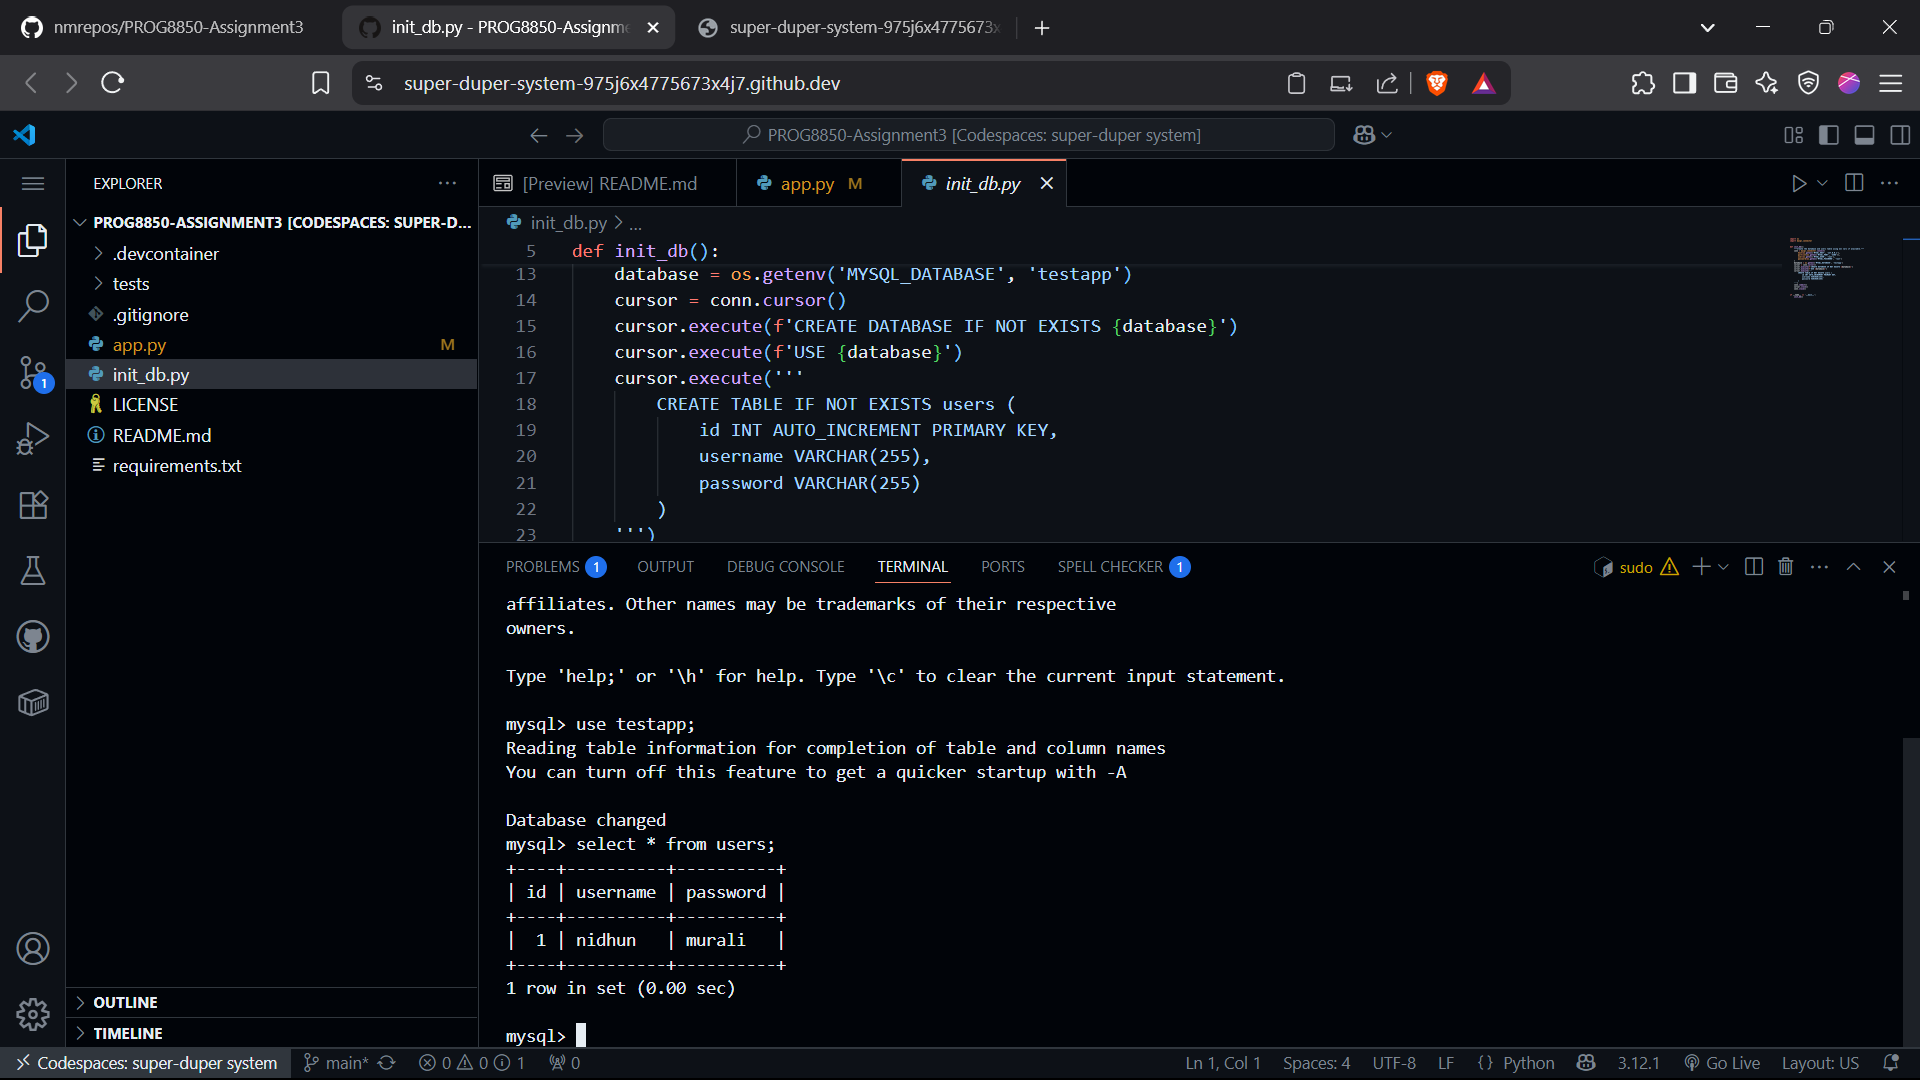 nmrepos/PROG8850-Assignment3
init_db.py - PROG8850-Assignme
super-duper-system-975j6x4775673x
super-duper-system-975j6x4775673x4j7.github.dev
PROG8850-Assignment3 [Codespaces: super-duper system]
EXPLORER
PROG8850-ASSIGNMENT3 [CODESPACES: SUPER-D...
.devcontainer
tests
.gitignore
app.py M
init_db.py
LICENSE
README.md
requirements.txt
OUTLINE
TIMELINE
1
[Preview] README.md
app.py M
init_db.py
init_db.py > ...
5 def init_db():
13 database = os.getenv('MYSQL_DATABASE', 'testapp')
14 cursor = conn.cursor()
15 cursor.execute(f'CREATE DATABASE IF NOT EXISTS {database}')
16 cursor.execute(f'USE {database}')
17 cursor.execute('''
18 CREATE TABLE IF NOT EXISTS users (
19 id INT AUTO_INCREMENT PRIMARY KEY,
20 username VARCHAR(255),
21 password VARCHAR(255)
22 )
23 ''')
PROBLEMS 1 OUTPUT DEBUG CONSOLE TERMINAL PORTS SPELL CHECKER 1
sudo
affiliates. Other names may be trademarks of their respective
owners.
Type 'help;' or '\h' for help. Type '\c' to clear the current input statement.
mysql> use testapp;
Reading table information for completion of table and column names
You can turn off this feature to get a quicker startup with -A
Database changed
mysql> select * from users;
+----+----------+----------+
| id | username | password |
+----+----------+----------+
| 1 | nidhun | murali |
+----+----------+----------+
1 row in set (0.00 sec)
mysql>
Codespaces: super-duper system main* 0 0 1 0 Ln 1, Col 1 Spaces: 4 UTF-8 LF {} Python 3.12.1 Go Live Layout: US